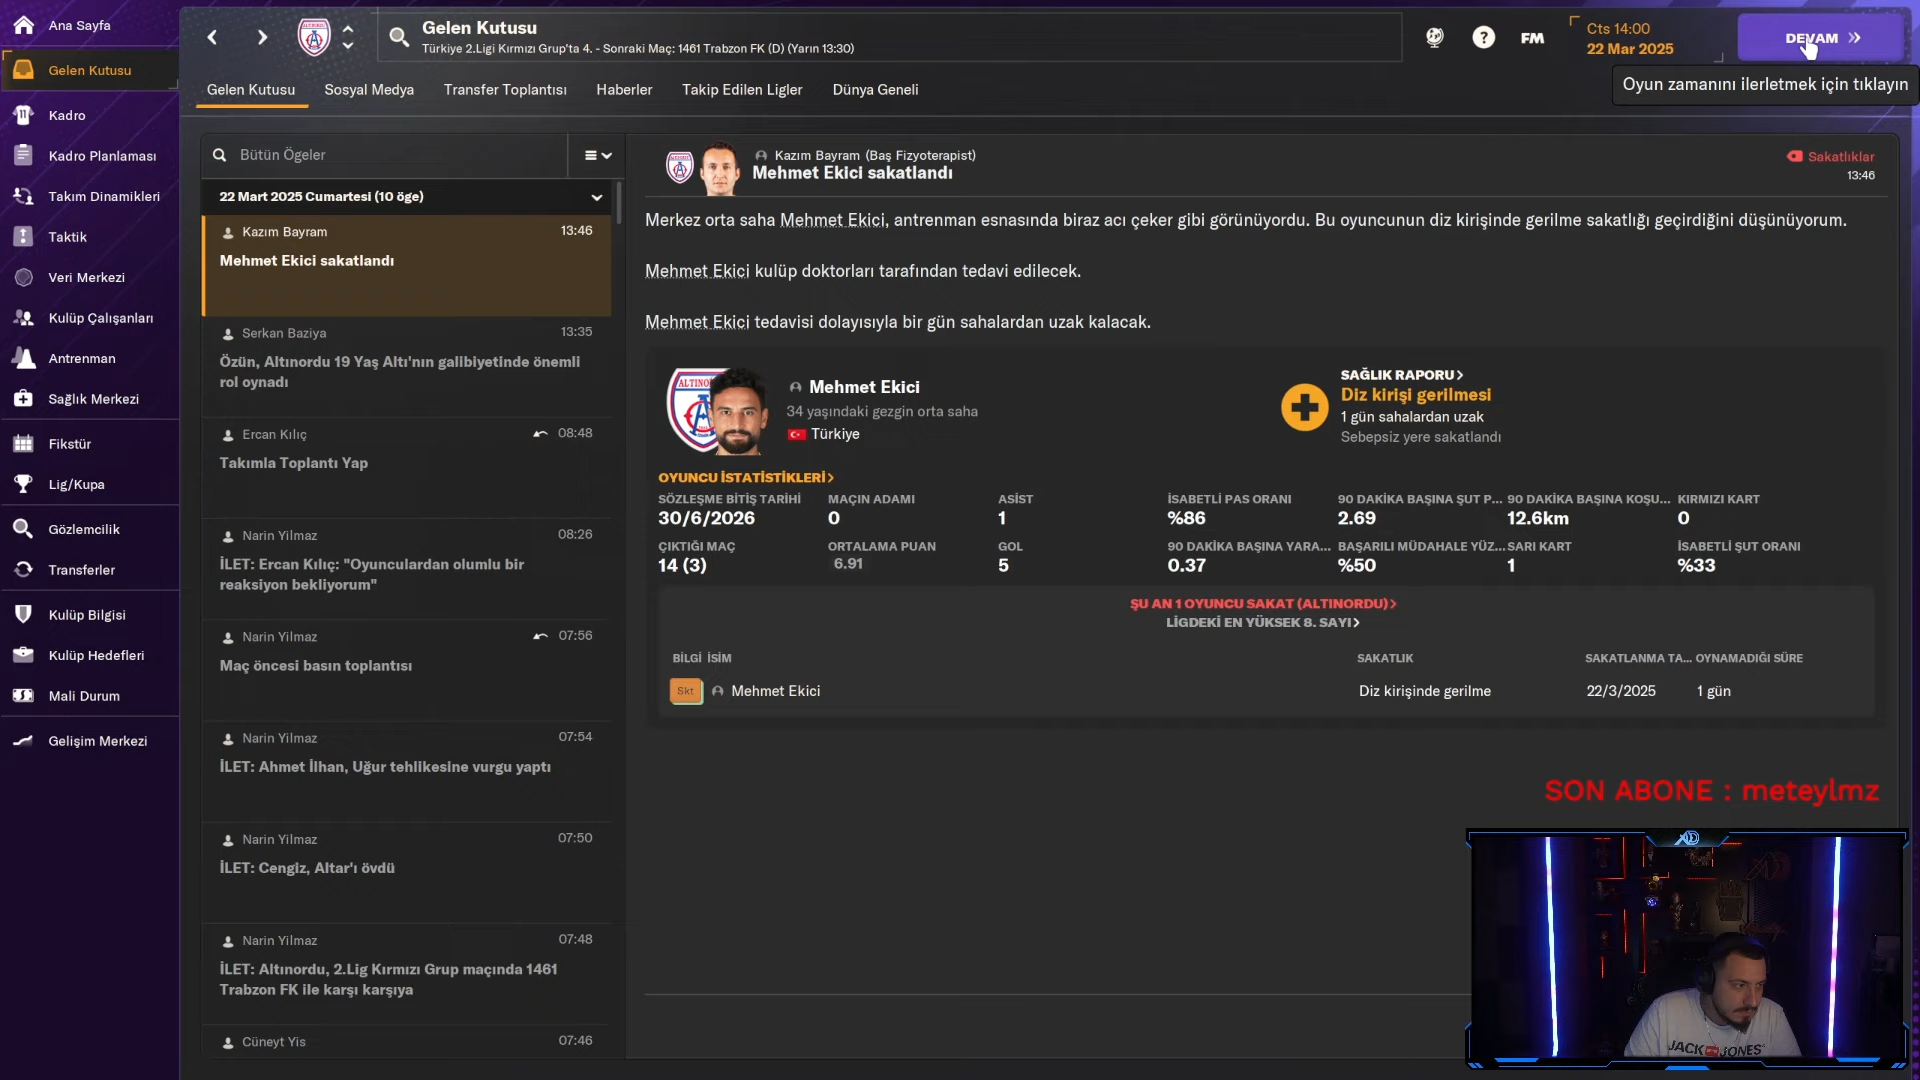 Ana Sayfa
Gelen Kutusu
Kadro
Kadro Planlaması
Takım Dinamikleri
Taktik
Veri Merkezi
Kulüp Çalışanları
Antrenman
Sağlık Merkezi
Fikstür
Lig/Kupa
Gözlemcilik
Transferler
Kulüp Bilgisi
Kulüp Hedefleri
Mali Durum
Gelişim Merkezi
Gelen Kutusu
Türkiye 2.Ligi Kırmızı Grup'ta 4. - Sonraki Maç: 1461 Trabzon FK (D) (Yarın 13:30)
FM
Cts 14:00
22 Mar 2025
DEVAM
Oyun zamanını ilerletmek için tıklayın
Gelen Kutusu Sosyal Medya Transfer Toplantısı Haberler Takip Edilen Ligler Dünya Geneli
Bütün Ögeler
22 Mart 2025 Cumartesi (10 öge)
Kazım Bayram 13:46
Mehmet Ekici sakatlandı
Serkan Baziya 13:35
Özün, Altınordu 19 Yaş Altı'nın galibiyetinde önemli
rol oynadı
Ercan Kılıç 08:48
Takımla Toplantı Yap
Narin Yilmaz 08:26
İLET: Ercan Kılıç: "Oyunculardan olumlu bir
reaksiyon bekliyorum"
Narin Yilmaz 07:56
Maç öncesi basın toplantısı
Narin Yilmaz 07:54
İLET: Ahmet İlhan, Uğur tehlikesine vurgu yaptı
Narin Yilmaz 07:50
İLET: Cengiz, Altar'ı övdü
Narin Yilmaz 07:48
İLET: Altınordu, 2.Lig Kırmızı Grup maçında 1461
Trabzon FK ile karşı karşıya
Cüneyt Yis 07:46
Kazım Bayram (Baş Fizyoterapist)
Mehmet Ekici sakatlandı
Sakatlıklar
13:46
Merkez orta saha Mehmet Ekici, antrenman esnasında biraz acı çeker gibi görünüyordu. Bu oyuncunun diz kirişinde gerilme sakatlığı geçirdiğini düşünüyorum.
Mehmet Ekici kulüp doktorları tarafından tedavi edilecek.
Mehmet Ekici tedavisi dolayısıyla bir gün sahalardan uzak kalacak.
Mehmet Ekici
34 yaşındaki gezgin orta saha
Türkiye
SAĞLIK RAPORU
Diz kirişi gerilmesi
1 gün sahalardan uzak
Sebepsiz yere sakatlandı
OYUNCU İSTATİSTİKLERİ
SÖZLEŞME BİTİŞ TARİHİ MAÇIN ADAMI ASİST İSABETLİ PAS ORANI 90 DAKİKA BAŞINA ŞUT P... 90 DAKİKA BAŞINA KOŞU... KIRMIZI KART
30/6/2026 0 1 %86 2.69 12.6km 0
ÇIKTIĞI MAÇ ORTALAMA PUAN GOL 90 DAKİKA BAŞINA YARA... BAŞARILI MÜDAHALE YÜZ... SARI KART İSABETLİ ŞUT ORANI
14 (3) 6.91 5 0.37 %50 1 %33
ŞU AN 1 OYUNCU SAKAT (ALTINORDU)
LİGDEKİ EN YÜKSEK 8. SAYI
BİLGİ İSİM SAKATLIK SAKATLANMA TA... OYNAMADIĞI SÜRE
Skt Mehmet Ekici Diz kirişinde gerilme 22/3/2025 1 gün
SON ABONE : meteylmz
JACK JONES